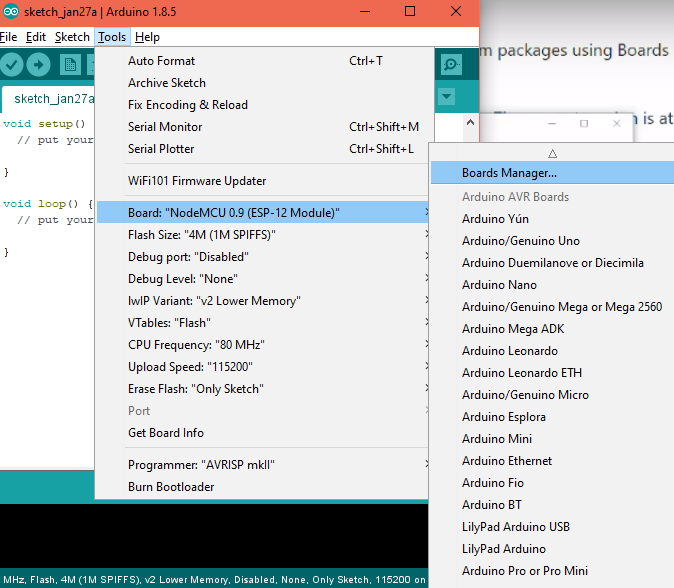 sketch_jan27a | Arduino 1.8.5
File Edit Sketch Tools Help
sketch_jan27a
void setup()
// put your
}
void loop() {
// put your
}
Auto Format Ctrl+T
Archive Sketch
Fix Encoding & Reload
Serial Monitor Ctrl+Shift+M
Serial Plotter Ctrl+Shift+L
WiFi101 Firmware Updater
Board: "NodeMCU 0.9 (ESP-12 Module)"
Flash Size: "4M (1M SPIFFS)"
Debug port: "Disabled"
Debug Level: "None"
IwIP Variant: "v2 Lower Memory"
VTables: "Flash"
CPU Frequency: "80 MHz"
Upload Speed: "115200"
Erase Flash: "Only Sketch"
Port
Get Board Info
Programmer: "AVRISP mkII"
Burn Bootloader
m packages using Boards
n is at
Boards Manager...
Arduino AVR Boards
Arduino Yún
Arduino/Genuino Uno
Arduino Duemilanove or Diecimila
Arduino Nano
Arduino/Genuino Mega or Mega 2560
Arduino Mega ADK
Arduino Leonardo
Arduino Leonardo ETH
Arduino/Genuino Micro
Arduino Esplora
Arduino Mini
Arduino Ethernet
Arduino Fio
Arduino BT
LilyPad Arduino USB
LilyPad Arduino
Arduino Pro or Pro Mini
MHz, Flash, 4M (1M SPIFFS), v2 Lower Memory, Disabled, None, Only Sketch, 115200 on